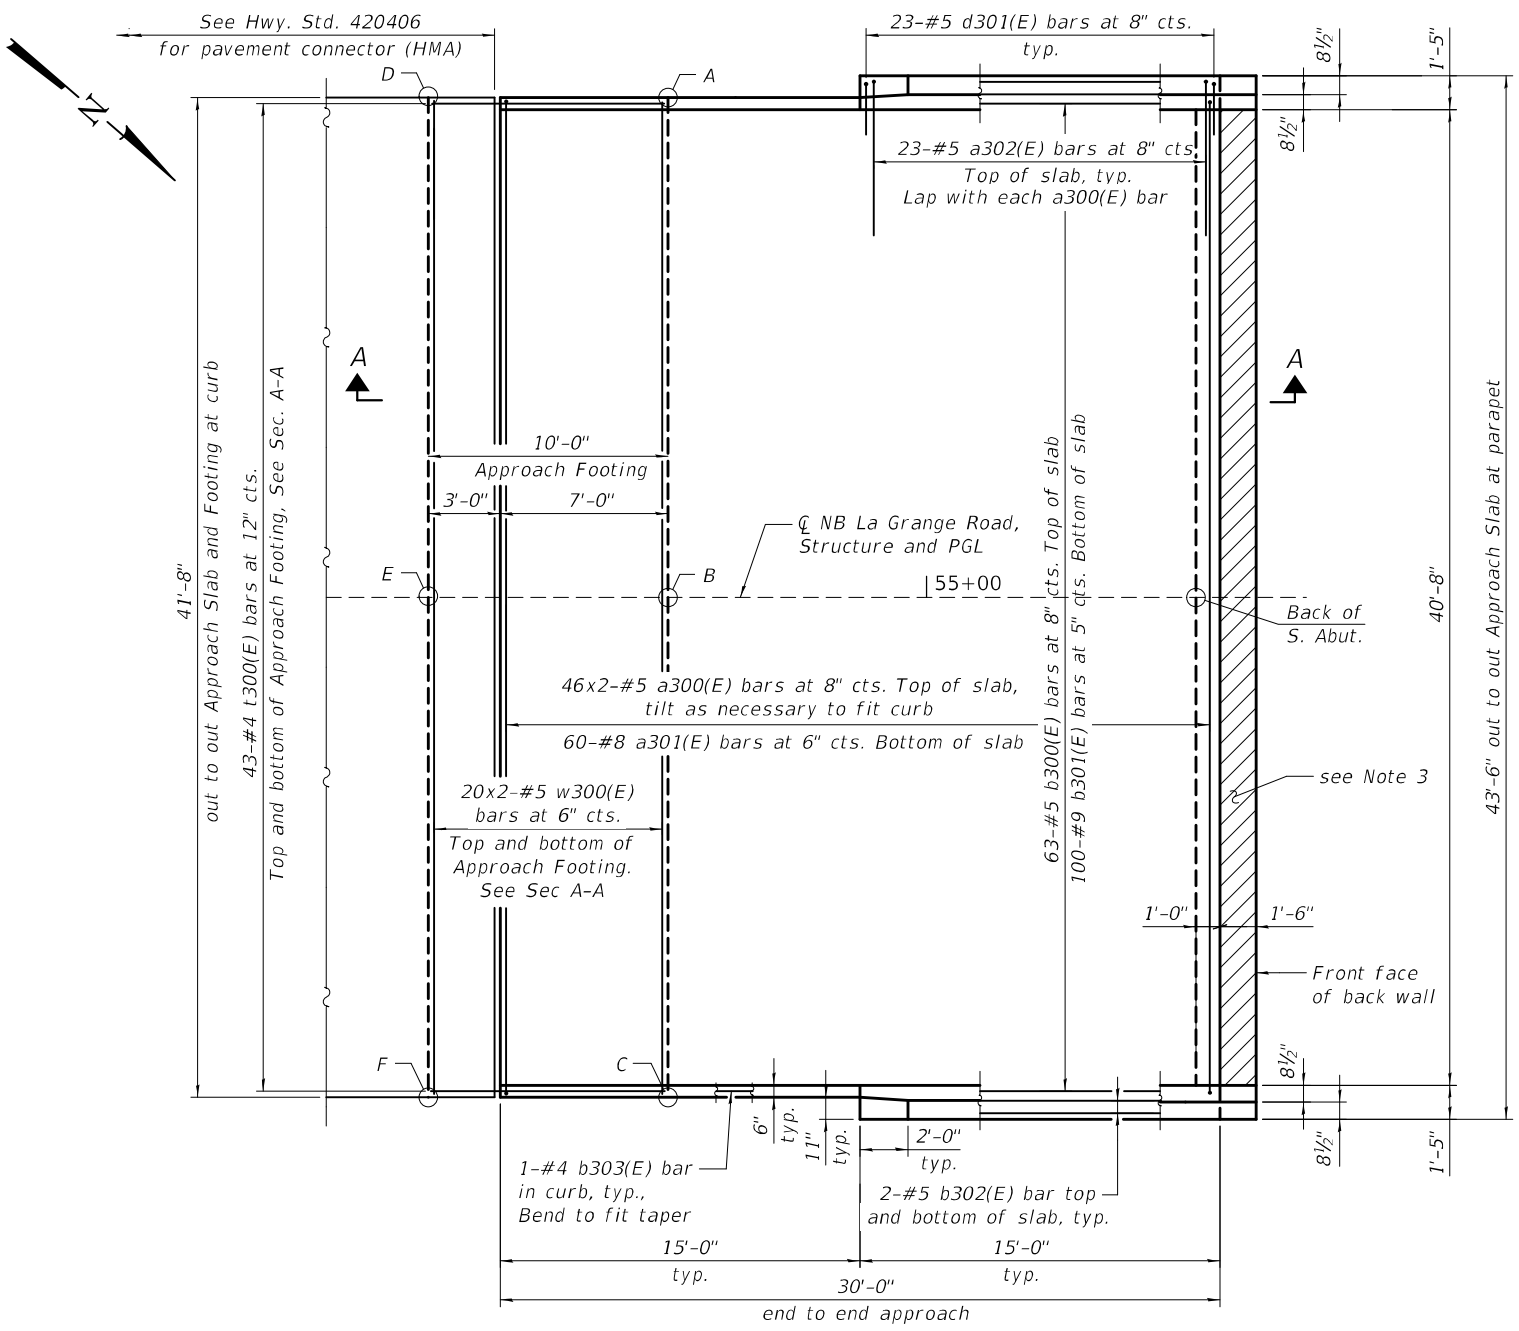 See Hwy. Std. 420406
for pavement connector (HMA)
23-#5 d301(E) bars at 8" cts.
typ.
8½"
1'-5"
D
A
N
8½"
23-#5 a302(E) bars at 8" cts.
Top of slab, typ.
Lap with each a300(E) bar
A
A
41'-8"
out to out Approach Slab and Footing at curb
43-#4 t300(E) bars at 12" cts.
Top and bottom of Approach Footing, See Sec. A-A
10'-0"
Approach Footing
3'-0"
7'-0"
℄ NB La Grange Road,
Structure and PGL
55+00
E
B
Back of
S. Abut.
63-#5 b300(E) bars at 8" cts. Top of slab
100-#9 b301(E) bars at 5" cts. Bottom of slab
40'-8"
43'-6" out to out Approach Slab at parapet
46x2-#5 a300(E) bars at 8" cts. Top of slab,
tilt as necessary to fit curb
60-#8 a301(E) bars at 6" cts. Bottom of slab
see Note 3
20x2-#5 w300(E)
bars at 6" cts.
Top and bottom of
Approach Footing.
See Sec A-A
1'-0"
1'-6"
Front face
of back wall
F
C
8½"
6"
typ.
11"
typ.
2'-0"
typ.
8½"
1'-5"
1-#4 b303(E) bar
in curb, typ.,
Bend to fit taper
2-#5 b302(E) bar top
and bottom of slab, typ.
15'-0"
typ.
15'-0"
typ.
30'-0"
end to end approach